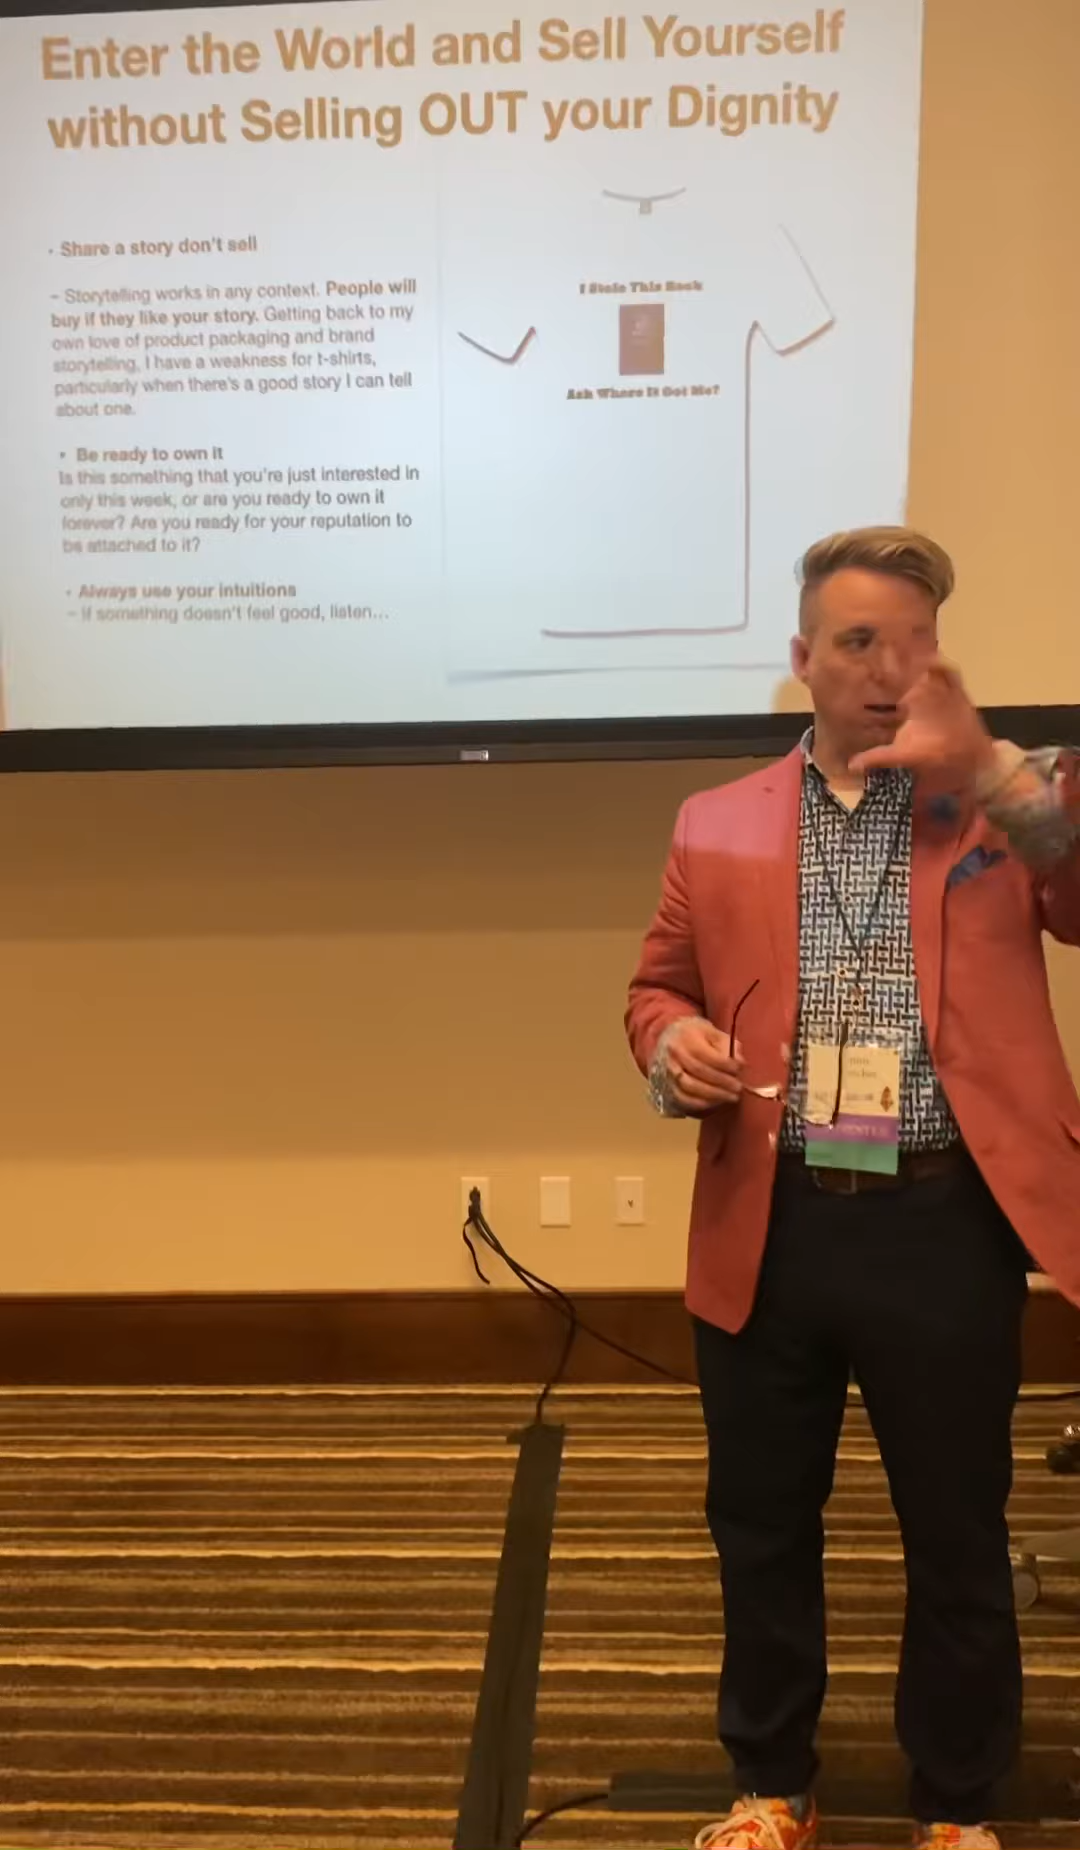 Enter the World and Sell Yourself
without Selling OUT your Dignity
• Share a story don't sell
– Storytelling works in any context. People will
buy if they like your story. Getting back to my
own love of product packaging and brand
storytelling, I have a weakness for t-shirts,
particularly when there's a good story I can tell
about one.
• Be ready to own it
Is this something that you're just interested in
only this week, or are you ready to own it
forever? Are you ready for your reputation to
be attached to it?
• Always use your intuitions
– If something doesn't feel good, listen...
I Stole This Book
Ask Where It Got Me?